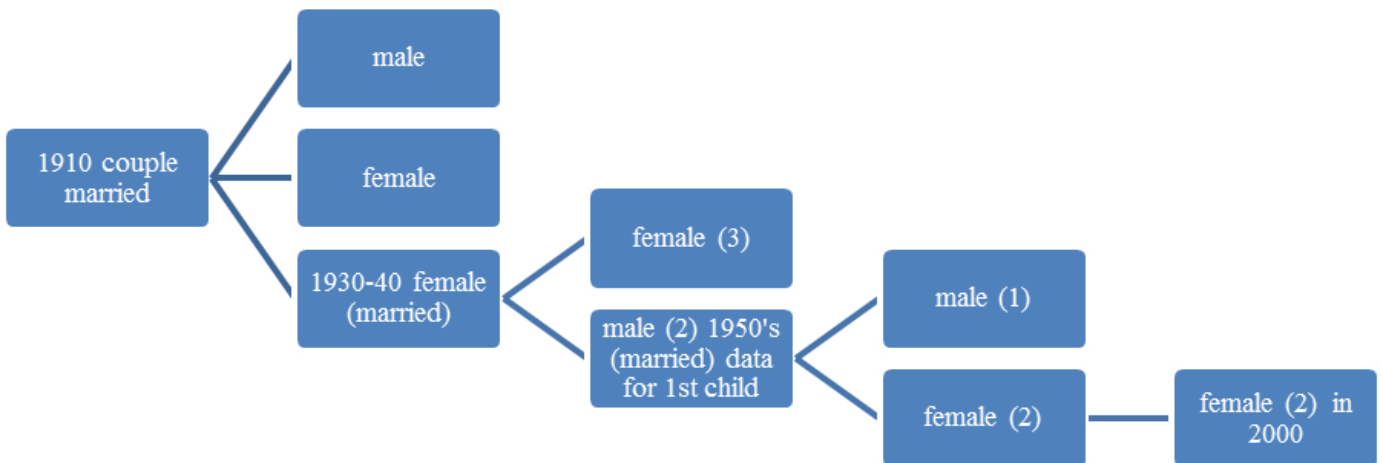 male
1910 couple
married
female
female (3)
1930-40 female
(married)
male (1)
male (2) 1950's
(married) data
for 1st child
female (2)
female (2) in
2000